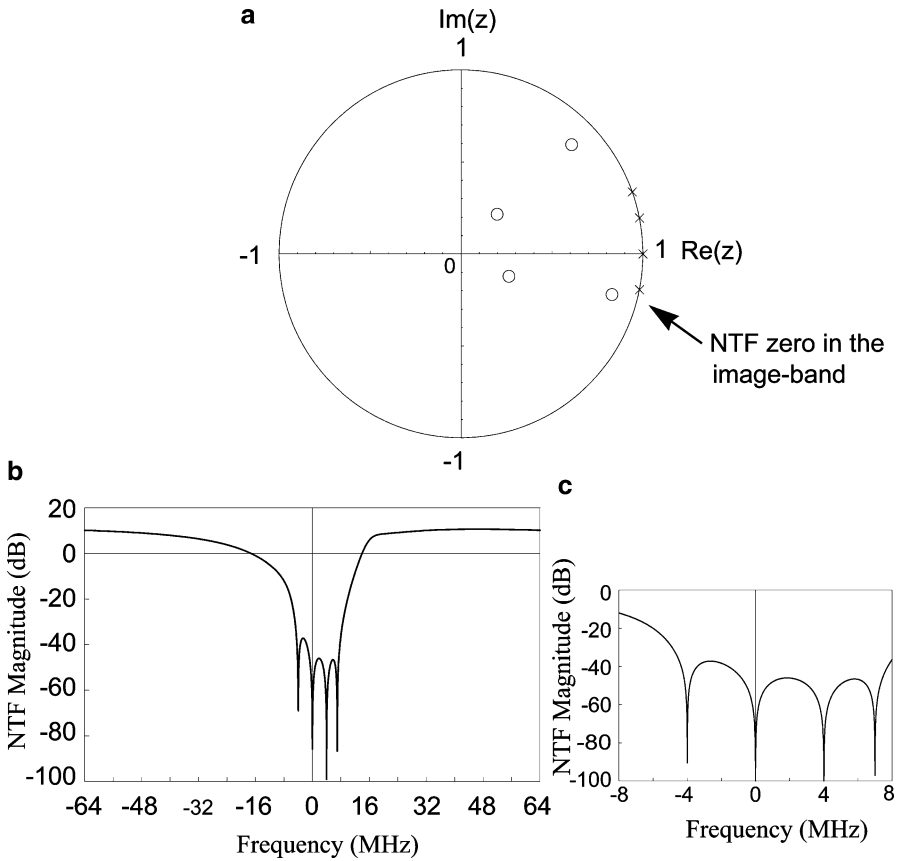 a
Im(z)
1
-1
0
1 Re(z)
NTF zero in the
image-band
-1
b
20
0
-20
-40
-60
-80
-100
NTF Magnitude (dB)
-64 -48 -32 -16 0 16 32 48 64
Frequency (MHz)
c
0
-20
-40
-60
-80
-100
NTF Magnitude (dB)
-8 -4 0 4 8
Frequency (MHz)